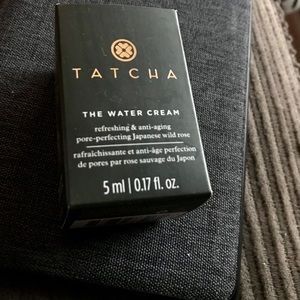 TATCHA
THE WATER CREAM
refreshing & anti-aging
pore-perfecting Japanese wild rose
rafraîchissante et anti-âge perfection
de pores par rose sauvage du Japon
5 ml | 0.17 fl. oz.